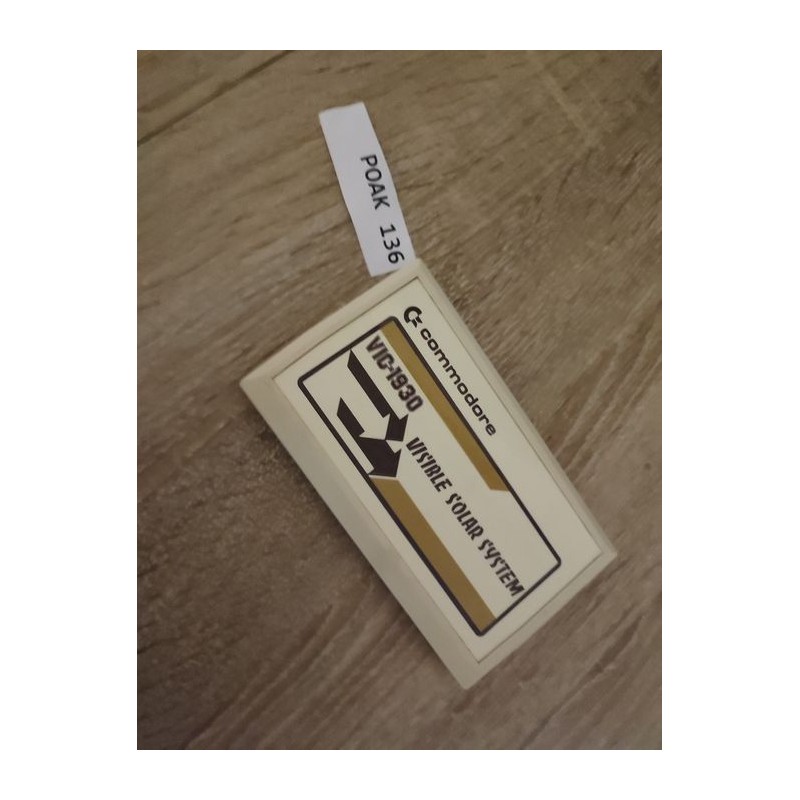 POAK 136
commodore
VIC-1930
VISIBLE SOLAR SYSTEM